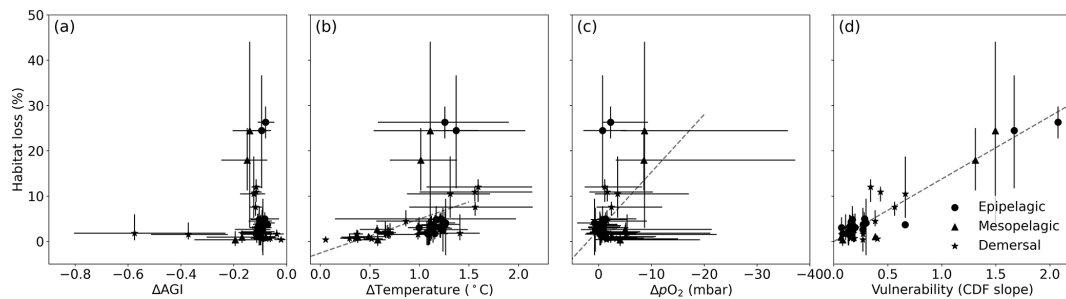 (a) (b) (c) (d)
50
40
30
20
10
0
Habitat loss (%)
−0.8 −0.6 −0.4 −0.2 0.0
ΔAGI
0.0 0.5 1.0 1.5 2.0
ΔTemperature (°C)
0 −10 −20 −30 −40
ΔpO₂ (mbar)
0.0 0.5 1.0 1.5 2.0
Vulnerability (CDF slope)
Epipelagic
Mesopelagic
Demersal